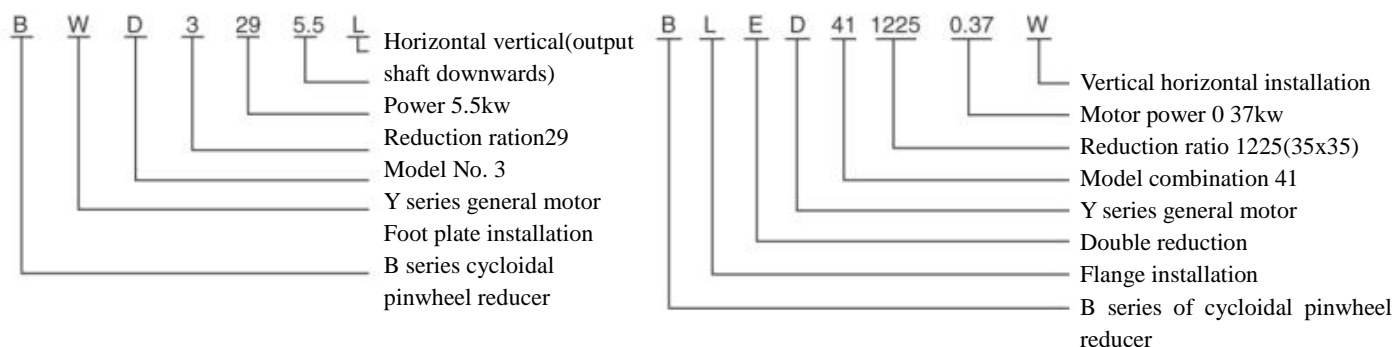 B W D 3 29 5.5 L
Horizontal vertical(output
shaft downwards)
Power 5.5kw
Reduction ration29
Model No. 3
Y series general motor
Foot plate installation
B series cycloidal
pinwheel reducer
B L E D 41 1225 0.37 W
Vertical horizontal installation
Motor power 0 37kw
Reduction ratio 1225(35x35)
Model combination 41
Y series general motor
Double reduction
Flange installation
B series of cycloidal pinwheel
reducer